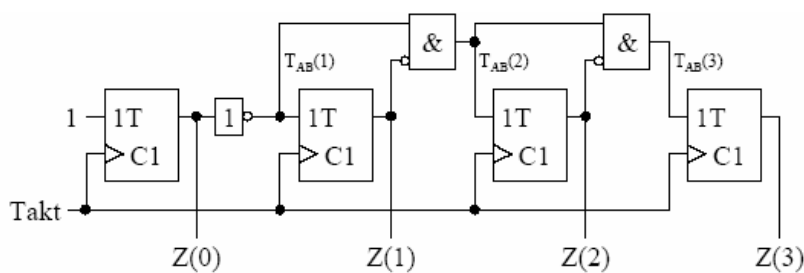 & &
T_AB(1) T_AB(2) T_AB(3)
1 1T 1 1T 1T 1T
C1 C1 C1 C1
Takt
Z(0) Z(1) Z(2) Z(3)